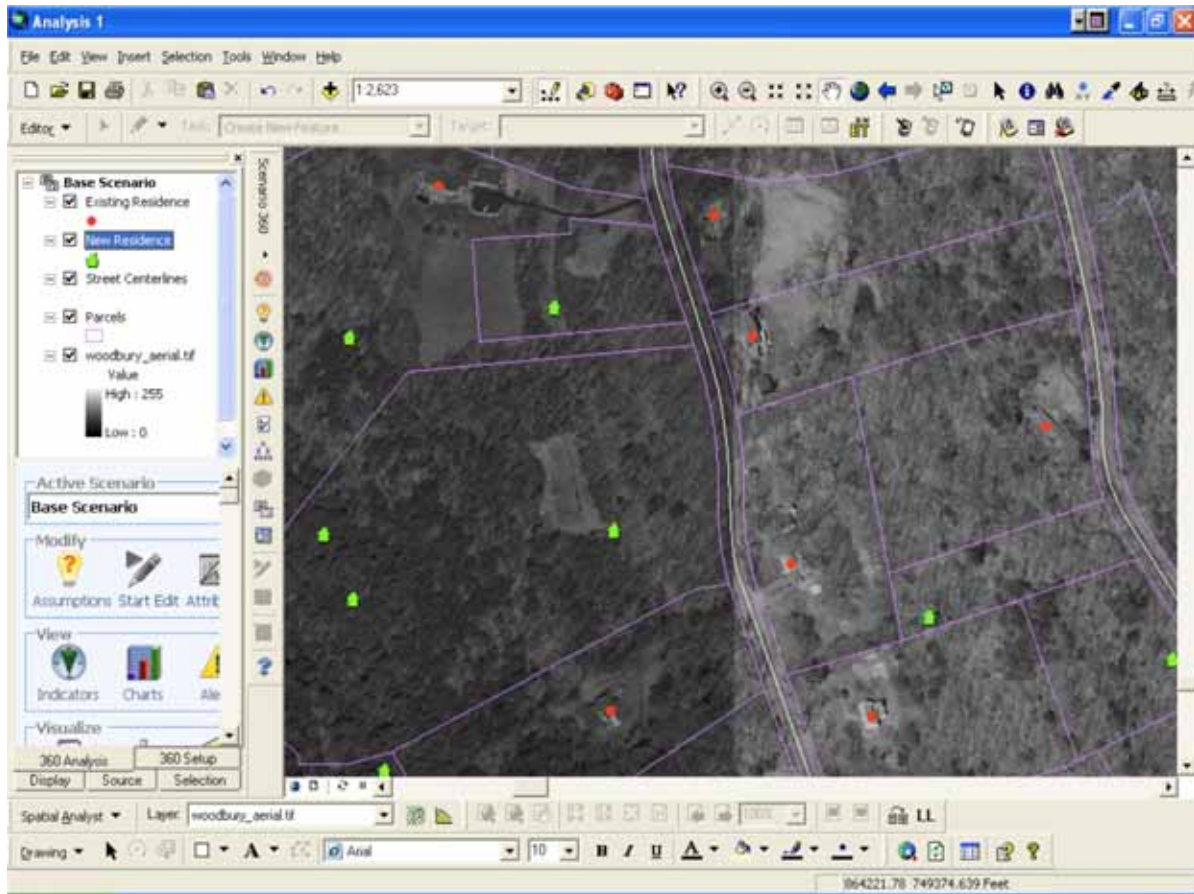 Analysis 1
File Edit View Insert Selection Tools Window Help
1:2,623
Editor Task: Create New Feature Target:
Base Scenario
Existing Residence
New Residence
Street Centerlines
Parcels
woodbury_aerial.tif
Value
High : 255
Low : 0
Scenario 360
Active Scenario
Base Scenario
Modify
Assumptions Start Edit Attrib
View
Indicators Charts Ale
Visualize
360 Analysis 360 Setup
Display Source Selection
Spatial Analyst Layer: woodbury_aerial.tif 100% LL
Drawing A Arial 10 B I U A
864221.78 749374.639 Feet